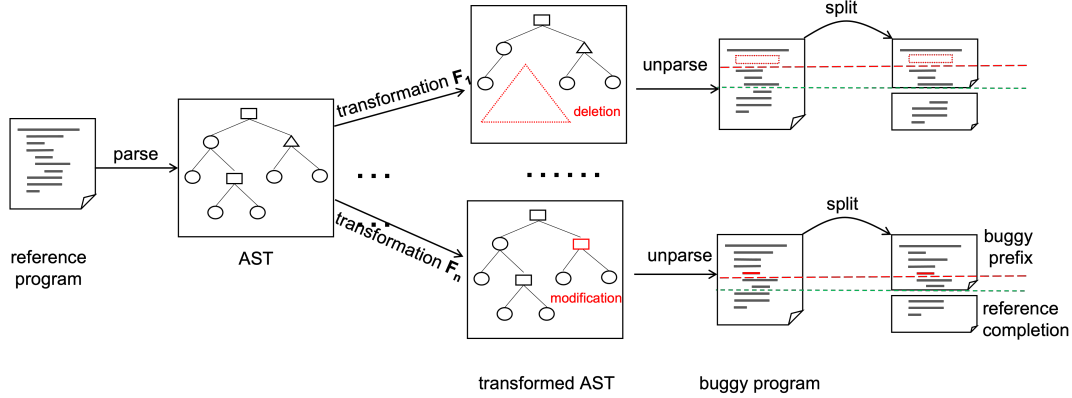 split
transformation F1
unparse
deletion
parse
. . .
. . . . . .
. . .
split
transformation Fn
buggy
prefix
reference
program
AST
unparse
modification
reference
completion
transformed AST
buggy program